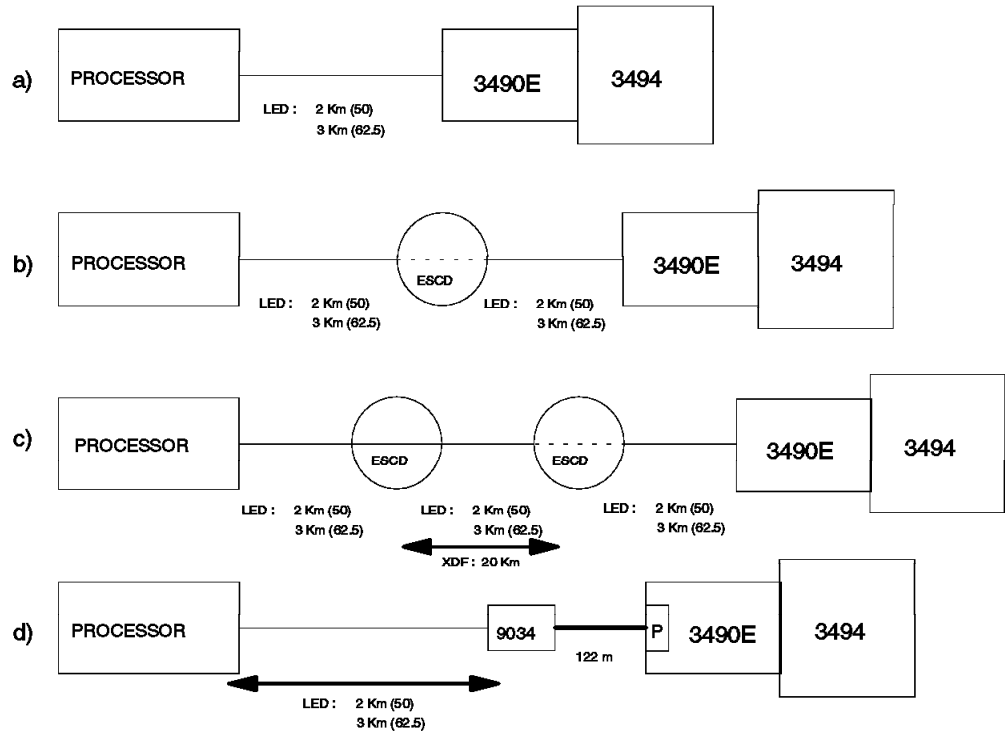 a)
PROCESSOR
3490E
3494
LED : 2 Km (50)
3 Km (62.5)
b)
PROCESSOR
ESCD
3490E
3494
LED : 2 Km (50)
3 Km (62.5)
LED : 2 Km (50)
3 Km (62.5)
c)
PROCESSOR
ESCD
ESCD
3490E
3494
LED : 2 Km (50)
3 Km (62.5)
LED : 2 Km (50)
3 Km (62.5)
LED : 2 Km (50)
3 Km (62.5)
XDF : 20 Km
d)
PROCESSOR
9034
122 m
P
3490E
3494
LED : 2 Km (50)
3 Km (62.5)